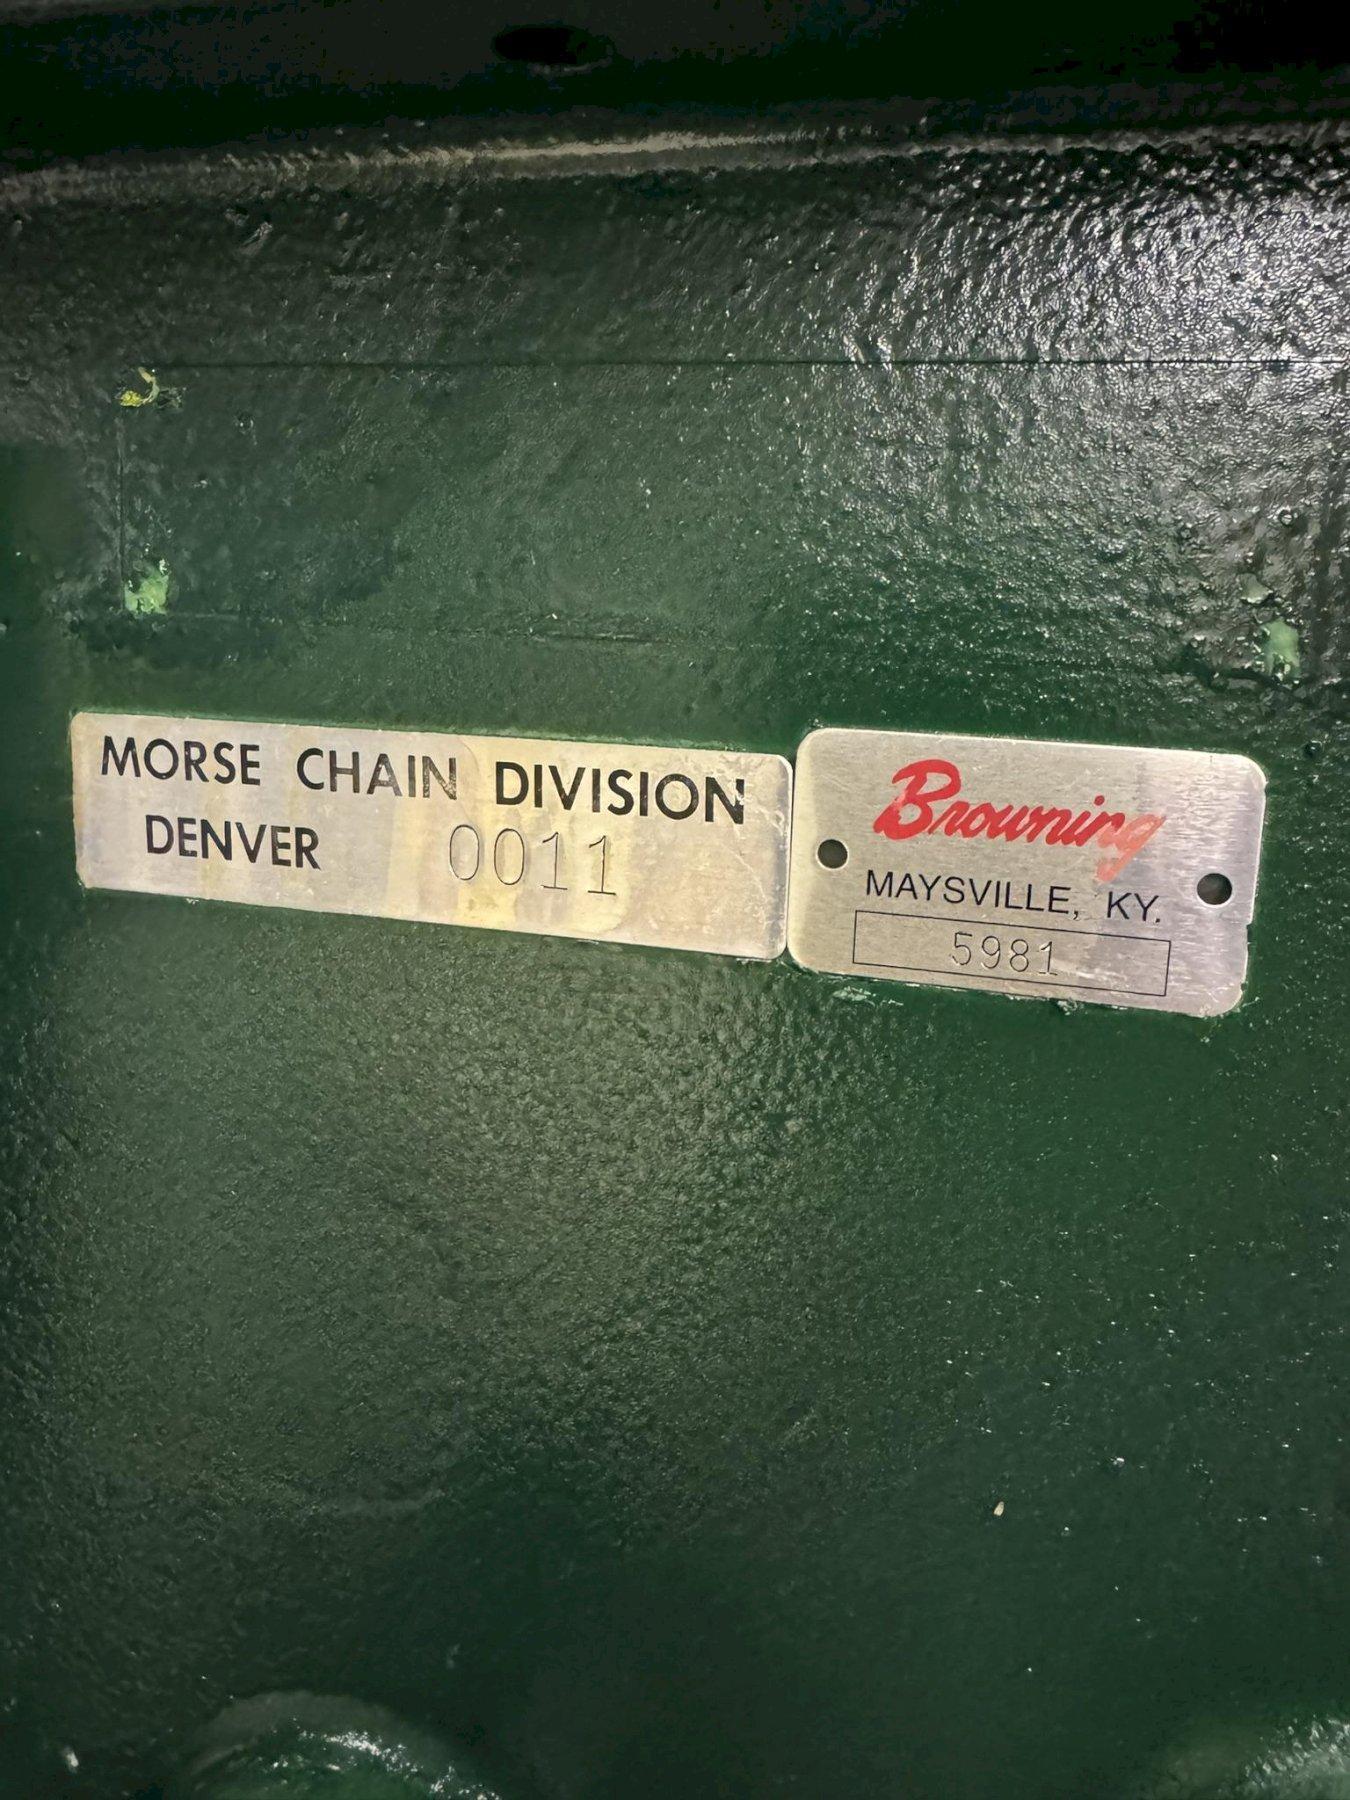 MORSE CHAIN DIVISION
DENVER 0011
Browning
MAYSVILLE, KY.
5981